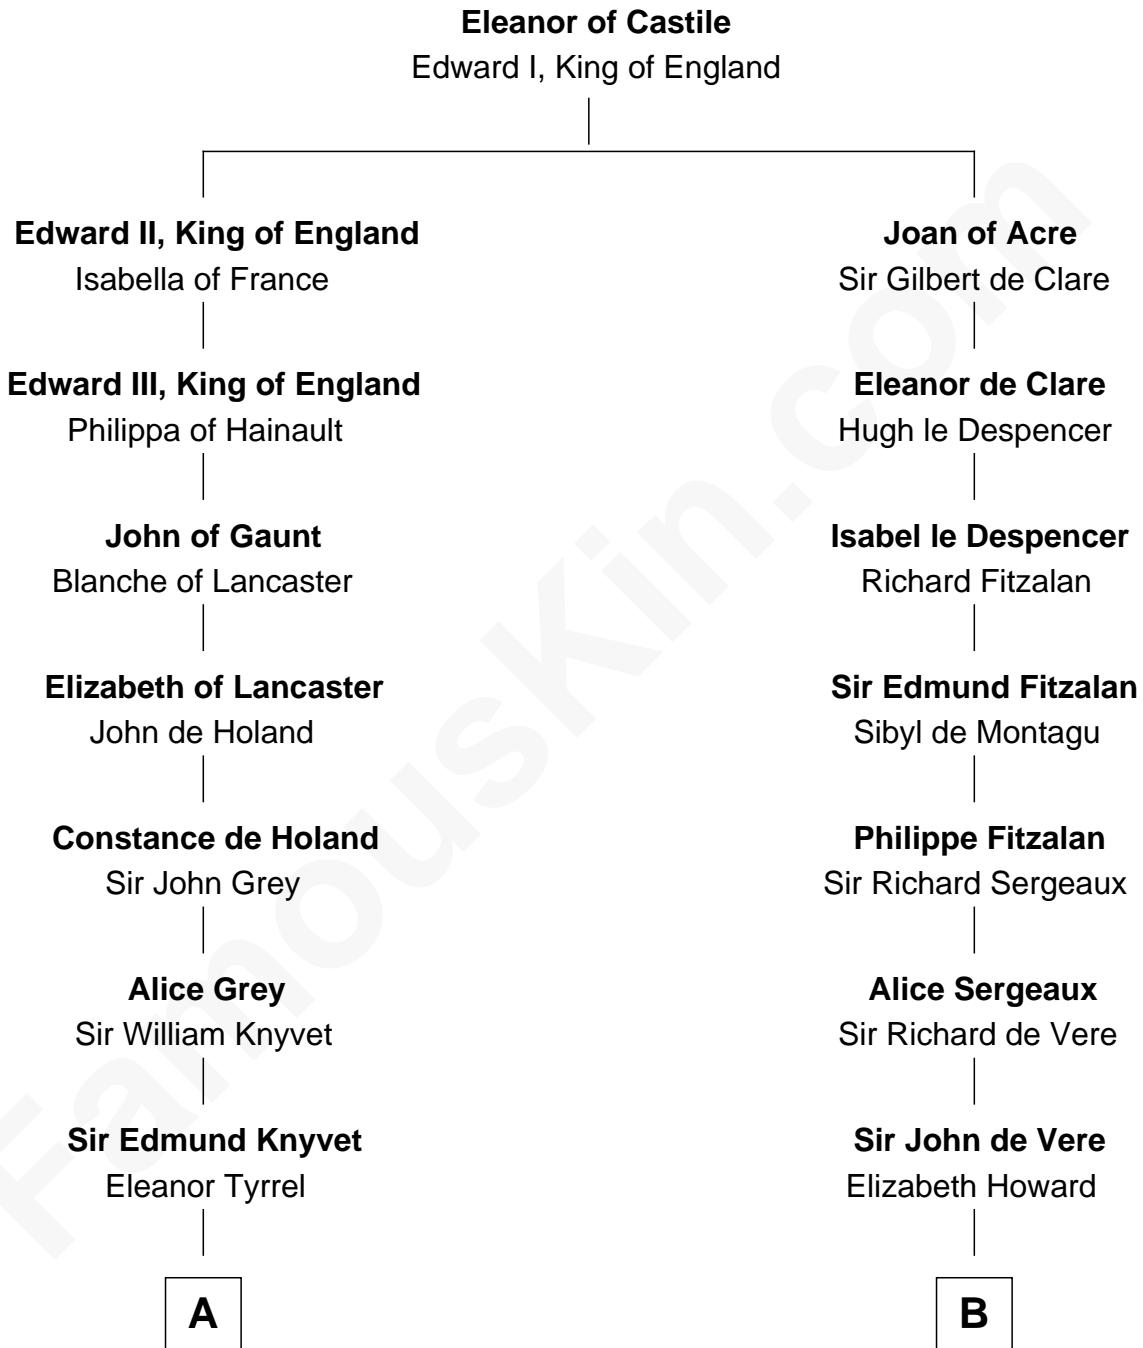 Eleanor of Castile
Edward I, King of England
Edward II, King of England
Isabella of France
Joan of Acre
Sir Gilbert de Clare
Edward III, King of England
Philippa of Hainault
Eleanor de Clare
Hugh le Despencer
John of Gaunt
Blanche of Lancaster
Isabel le Despencer
Richard Fitzalan
Elizabeth of Lancaster
John de Holand
Sir Edmund Fitzalan
Sibyl de Montagu
Constance de Holand
Sir John Grey
Philippe Fitzalan
Sir Richard Sergeaux
Alice Grey
Sir William Knyvet
Alice Sergeaux
Sir Richard de Vere
Sir Edmund Knyvet
Eleanor Tyrrel
Sir John de Vere
Elizabeth Howard
A
B
FamousKin.com